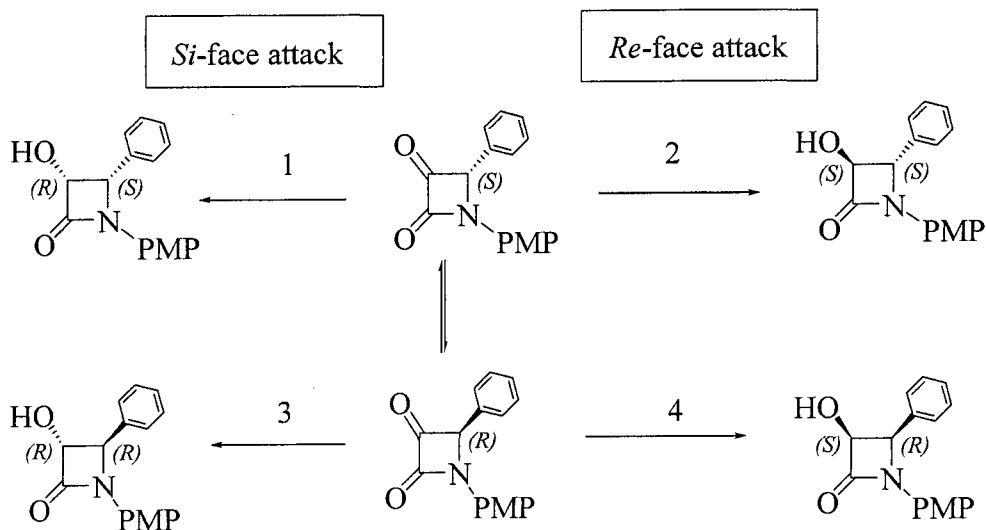 Si-face attack
Re-face attack
HO
(R)
(S)
O
N
PMP
1
O
(S)
O
N
PMP
2
HO
(S)
(S)
O
N
PMP
HO
(R)
(R)
O
N
PMP
3
O
(R)
O
N
PMP
4
HO
(S)
(R)
O
N
PMP